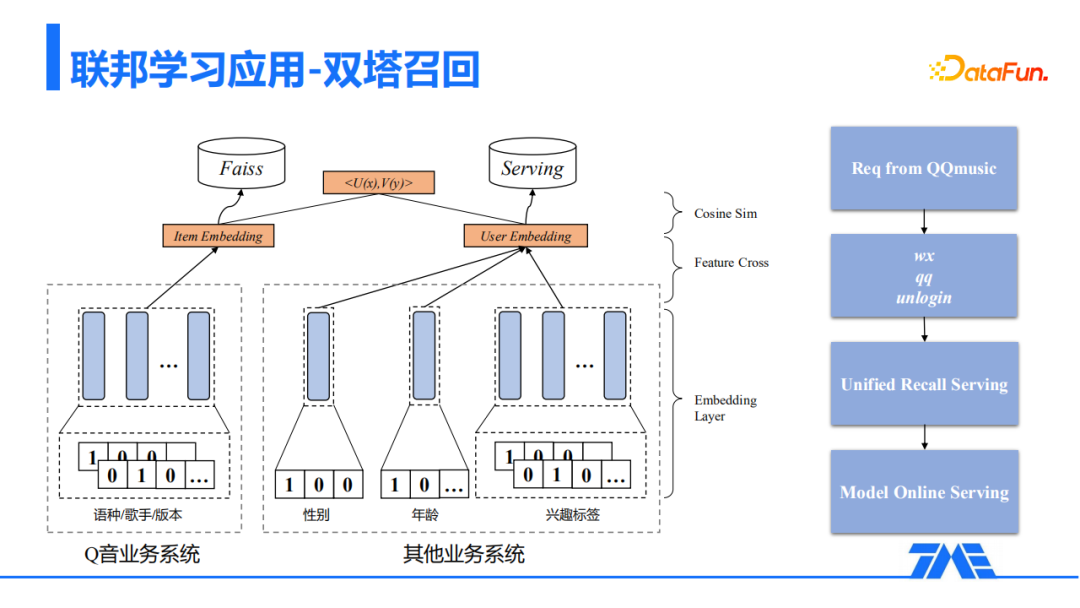 联邦学习应用-双塔召回
DataFun.
Faiss
<U(x),V(y)>
Serving
Item Embedding
User Embedding
Cosine Sim
Feature Cross
Embedding
Layer
...
...
1 0 0
0 1 0 ...
1 0 0
1 0 ...
1 0 0
0 1 0 ...
语种/歌手/版本
性别
年龄
兴趣标签
Q音业务系统
其他业务系统
Req from QQmusic
wx
qq
unlogin
Unified Recall Serving
Model Online Serving
TME